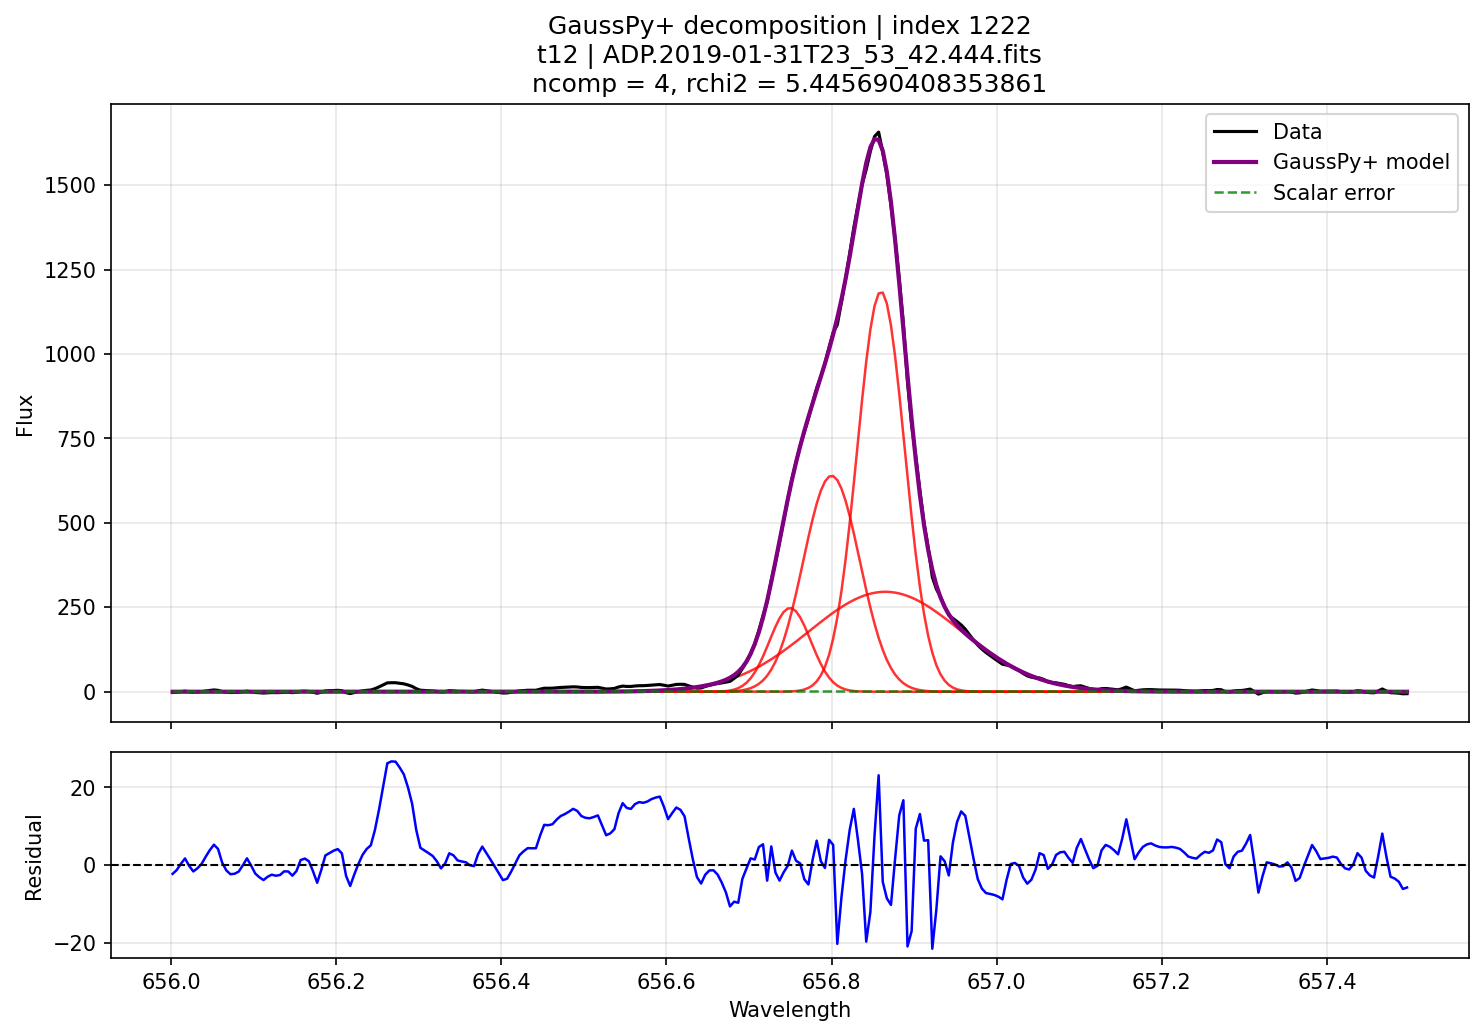 GaussPy+ decomposition | index 1222
t12 | ADP.2019-01-31T23_53_42.444.fits
ncomp = 4, rchi2 = 5.445690408353861
Data
GaussPy+ model
Scalar error
Flux
1500
1250
1000
750
500
250
0
Residual
20
0
−20
656.0 656.2 656.4 656.6 656.8 657.0 657.2 657.4
Wavelength